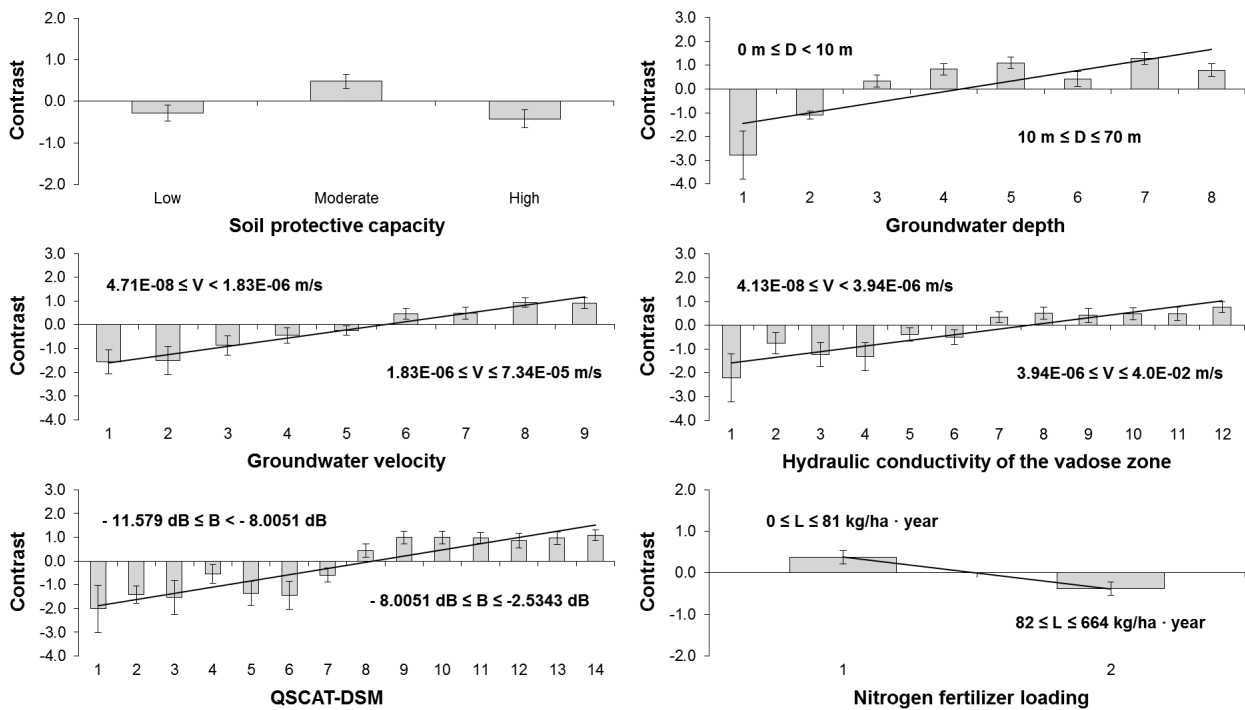 2.0
1.0
0.0
-1.0
-2.0
Contrast
Low Moderate High
Soil protective capacity
3.0
2.0
1.0
0.0
-1.0
-2.0
-3.0
-4.0
Contrast
0 m ≤ D < 10 m
10 m ≤ D ≤ 70 m
1 2 3 4 5 6 7 8
Groundwater depth
3.0
2.0
1.0
0.0
-1.0
-2.0
-3.0
-4.0
Contrast
4.71E-08 ≤ V < 1.83E-06 m/s
1.83E-06 ≤ V ≤ 7.34E-05 m/s
1 2 3 4 5 6 7 8 9
Groundwater velocity
3.0
2.0
1.0
0.0
-1.0
-2.0
-3.0
-4.0
Contrast
4.13E-08 ≤ V < 3.94E-06 m/s
3.94E-06 ≤ V ≤ 4.0E-02 m/s
1 2 3 4 5 6 7 8 9 10 11 12
Hydraulic conductivity of the vadose zone
3.0
2.0
1.0
0.0
-1.0
-2.0
-3.0
-4.0
Contrast
- 11.579 dB ≤ B < - 8.0051 dB
- 8.0051 dB ≤ B ≤ -2.5343 dB
1 2 3 4 5 6 7 8 9 10 11 12 13 14
QSCAT-DSM
2.0
1.0
0.0
-1.0
-2.0
Contrast
0 ≤ L ≤ 81 kg/ha · year
82 ≤ L ≤ 664 kg/ha · year
1 2
Nitrogen fertilizer loading